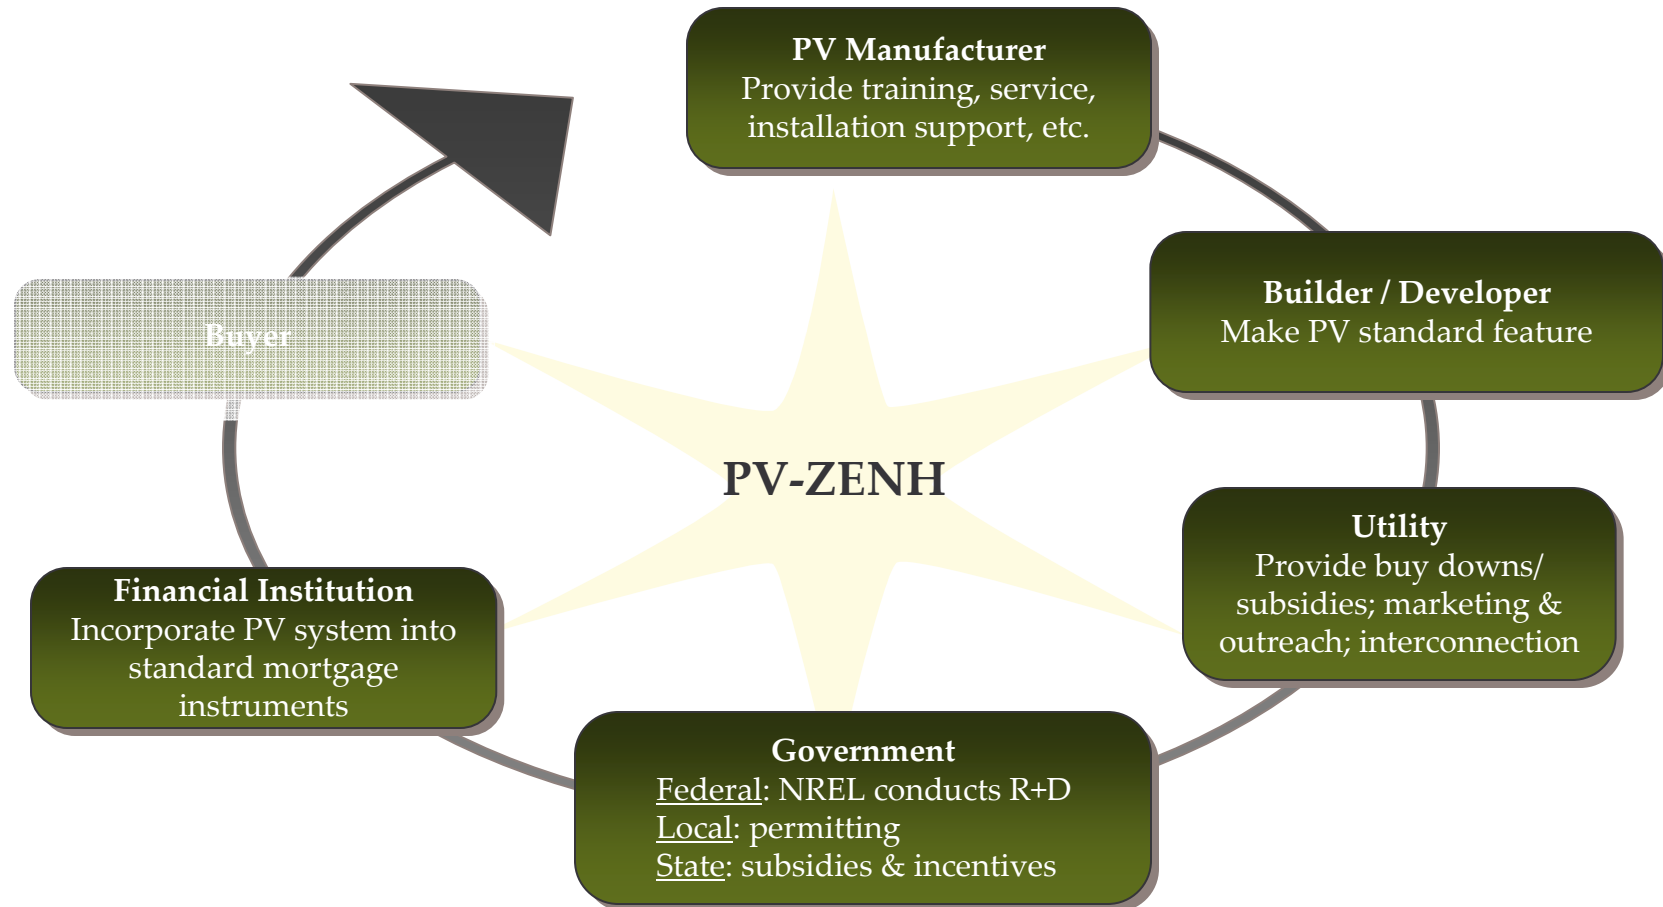 PV Manufacturer
Provide training, service,
installation support, etc.
Builder / Developer
Make PV standard feature
Buyer
PV-ZENH
Utility
Provide buy downs/
subsidies; marketing &
outreach; interconnection
Financial Institution
Incorporate PV system into
standard mortgage
instruments
Government
Federal: NREL conducts R+D
Local: permitting
State: subsidies & incentives